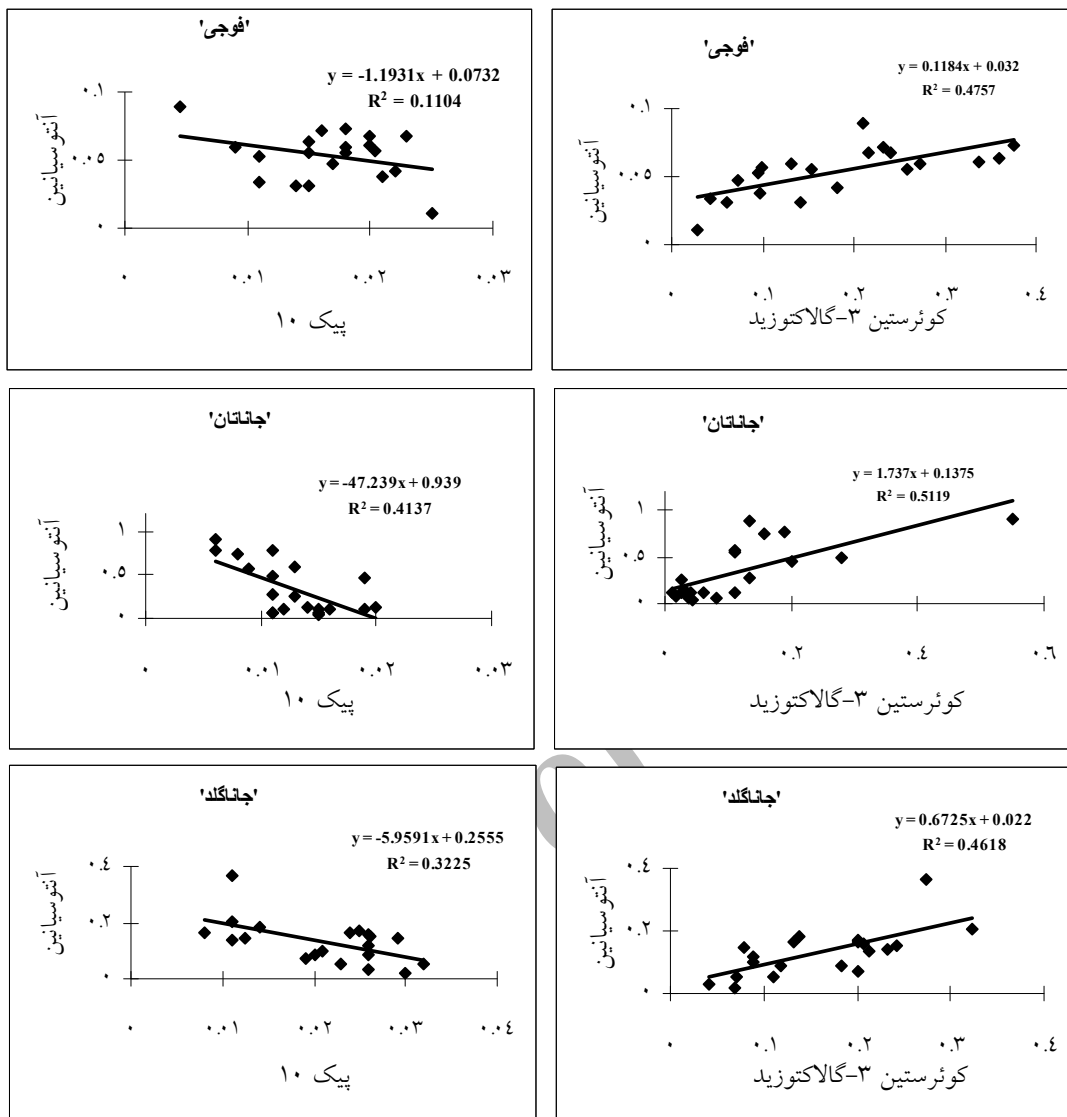 'فوجی'
y = -1.1931x + 0.0732
R² = 0.1104
۰.۱
۰.۰۵
۰
آنتوسیانین
۰ ۰.۰۱ ۰.۰۲ ۰.۰۳
پیک ۱۰
'فوجی'
y = 0.1184x + 0.032
R² = 0.4757
۰.۱
۰.۰۵
۰
آنتوسیانین
۰ ۰.۱ ۰.۲ ۰.۳ ۰.٤
کوئرستین ۳-گالاکتوزید
'جاناتان'
y = -47.239x + 0.939
R² = 0.4137
۱
۰.۵
۰
آنتوسیانین
۰ ۰.۰۱ ۰.۰۲ ۰.۰۳
پیک ۱۰
'جاناتان'
y = 1.737x + 0.1375
R² = 0.5119
۱
۰.۵
۰
آنتوسیانین
۰ ۰.۲ ۰.٤ ۰.٦
کوئرستین ۳-گالاکتوزید
'جاناگلد'
y = -5.9591x + 0.2555
R² = 0.3225
۰.٤
۰.۲
۰
آنتوسیانین
۰ ۰.۰۱ ۰.۰۲ ۰.۰۳ ۰.۰٤
پیک ۱۰
'جاناگلد'
y = 0.6725x + 0.022
R² = 0.4618
۰.٤
۰.۲
۰
آنتوسیانین
۰ ۰.۱ ۰.۲ ۰.۳ ۰.٤
کوئرستین ۳-گالاکتوزید